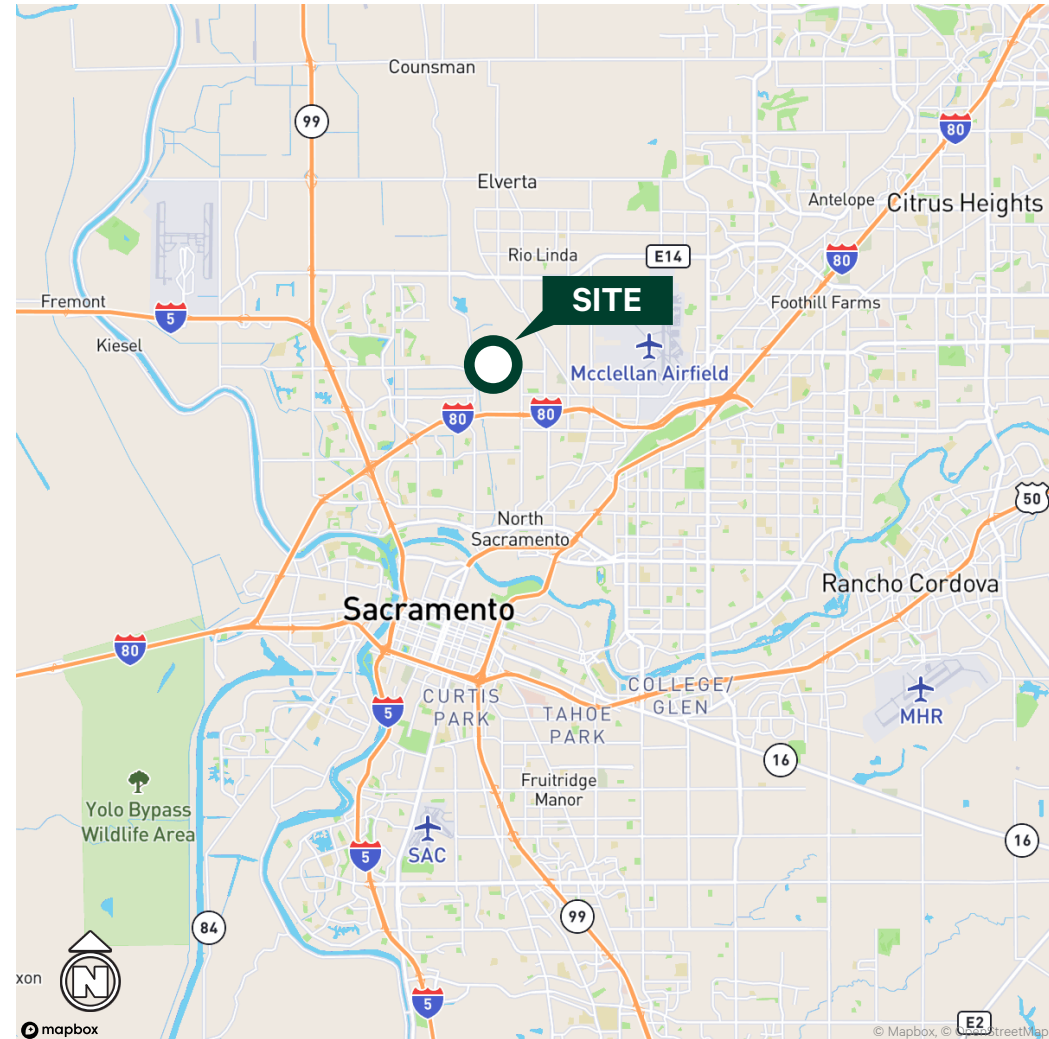 Counsman
99
80
Elverta
Antelope
Citrus Heights
Rio Linda
E14
80
Fremont
SITE
Foothill Farms
5
Kiesel
Mcclellan Airfield
80
80
50
North
Sacramento
Rancho Cordova
Sacramento
80
COLLEGE/
GLEN
CURTIS
PARK
5
TAHOE
PARK
MHR
16
Fruitridge
Manor
Yolo Bypass
Wildlife Area
SAC
5
16
99
84
xon
N
5
E2
mapbox
© Mapbox, © OpenStreetMap